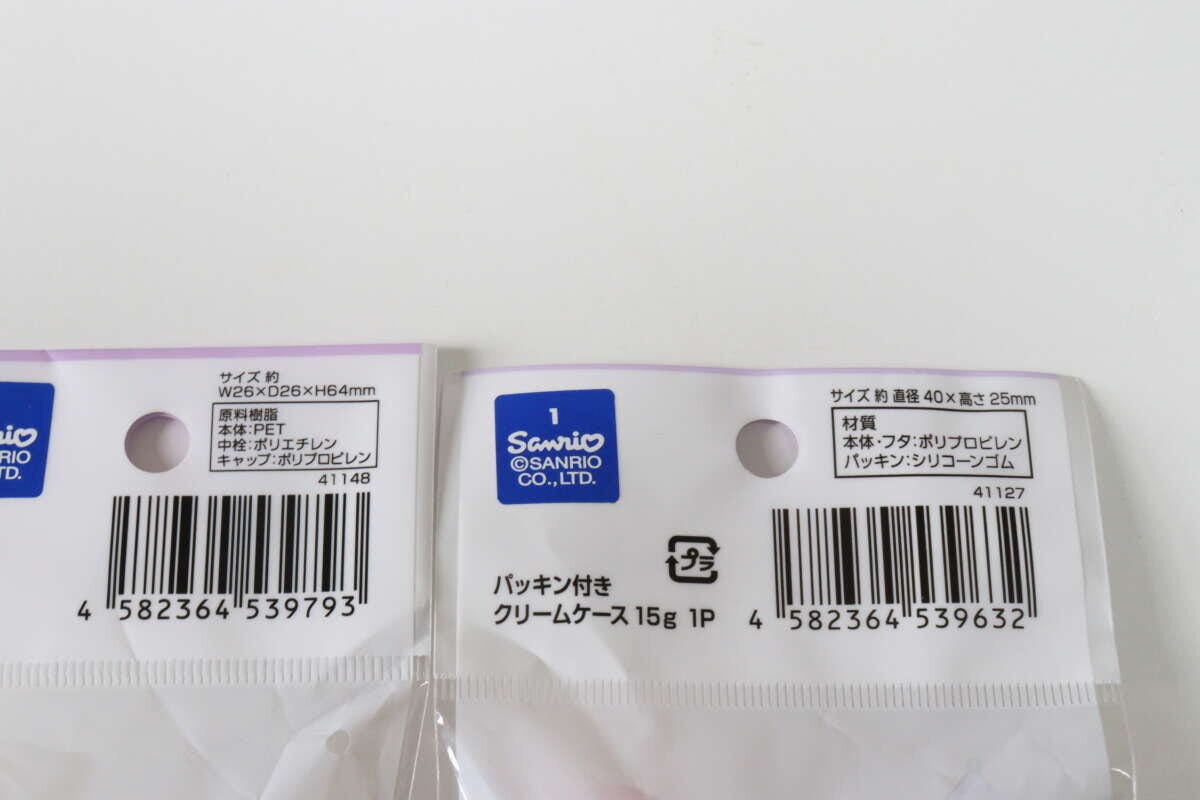 サイズ 約
W26×D26×H64mm
原料樹脂
本体:PET
中栓:ポリエチレン
キャップ:ポリプロピレン
41148
4 582364 539793
1
Sanrio
©SANRIO
CO.,LTD.
サイズ 約 直径 40×高さ 25mm
材質
本体・フタ:ポリプロピレン
パッキン:シリコーンゴム
41127
プラ
パッキン付き
クリームケース 15g 1P
4 582364 539632